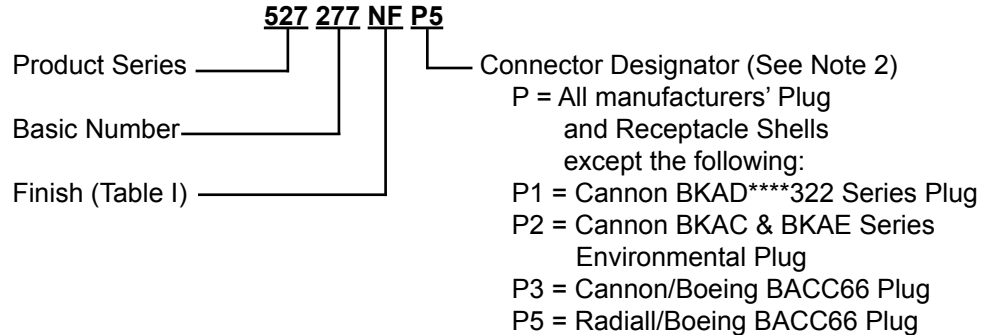 527 277 NF P5
Product Series
Connector Designator (See Note 2)
P = All manufacturers’ Plug
and Receptacle Shells
except the following:
P1 = Cannon BKAD****322 Series Plug
P2 = Cannon BKAC & BKAE Series
Environmental Plug
P3 = Cannon/Boeing BACC66 Plug
P5 = Radiall/Boeing BACC66 Plug
Basic Number
Finish (Table I)